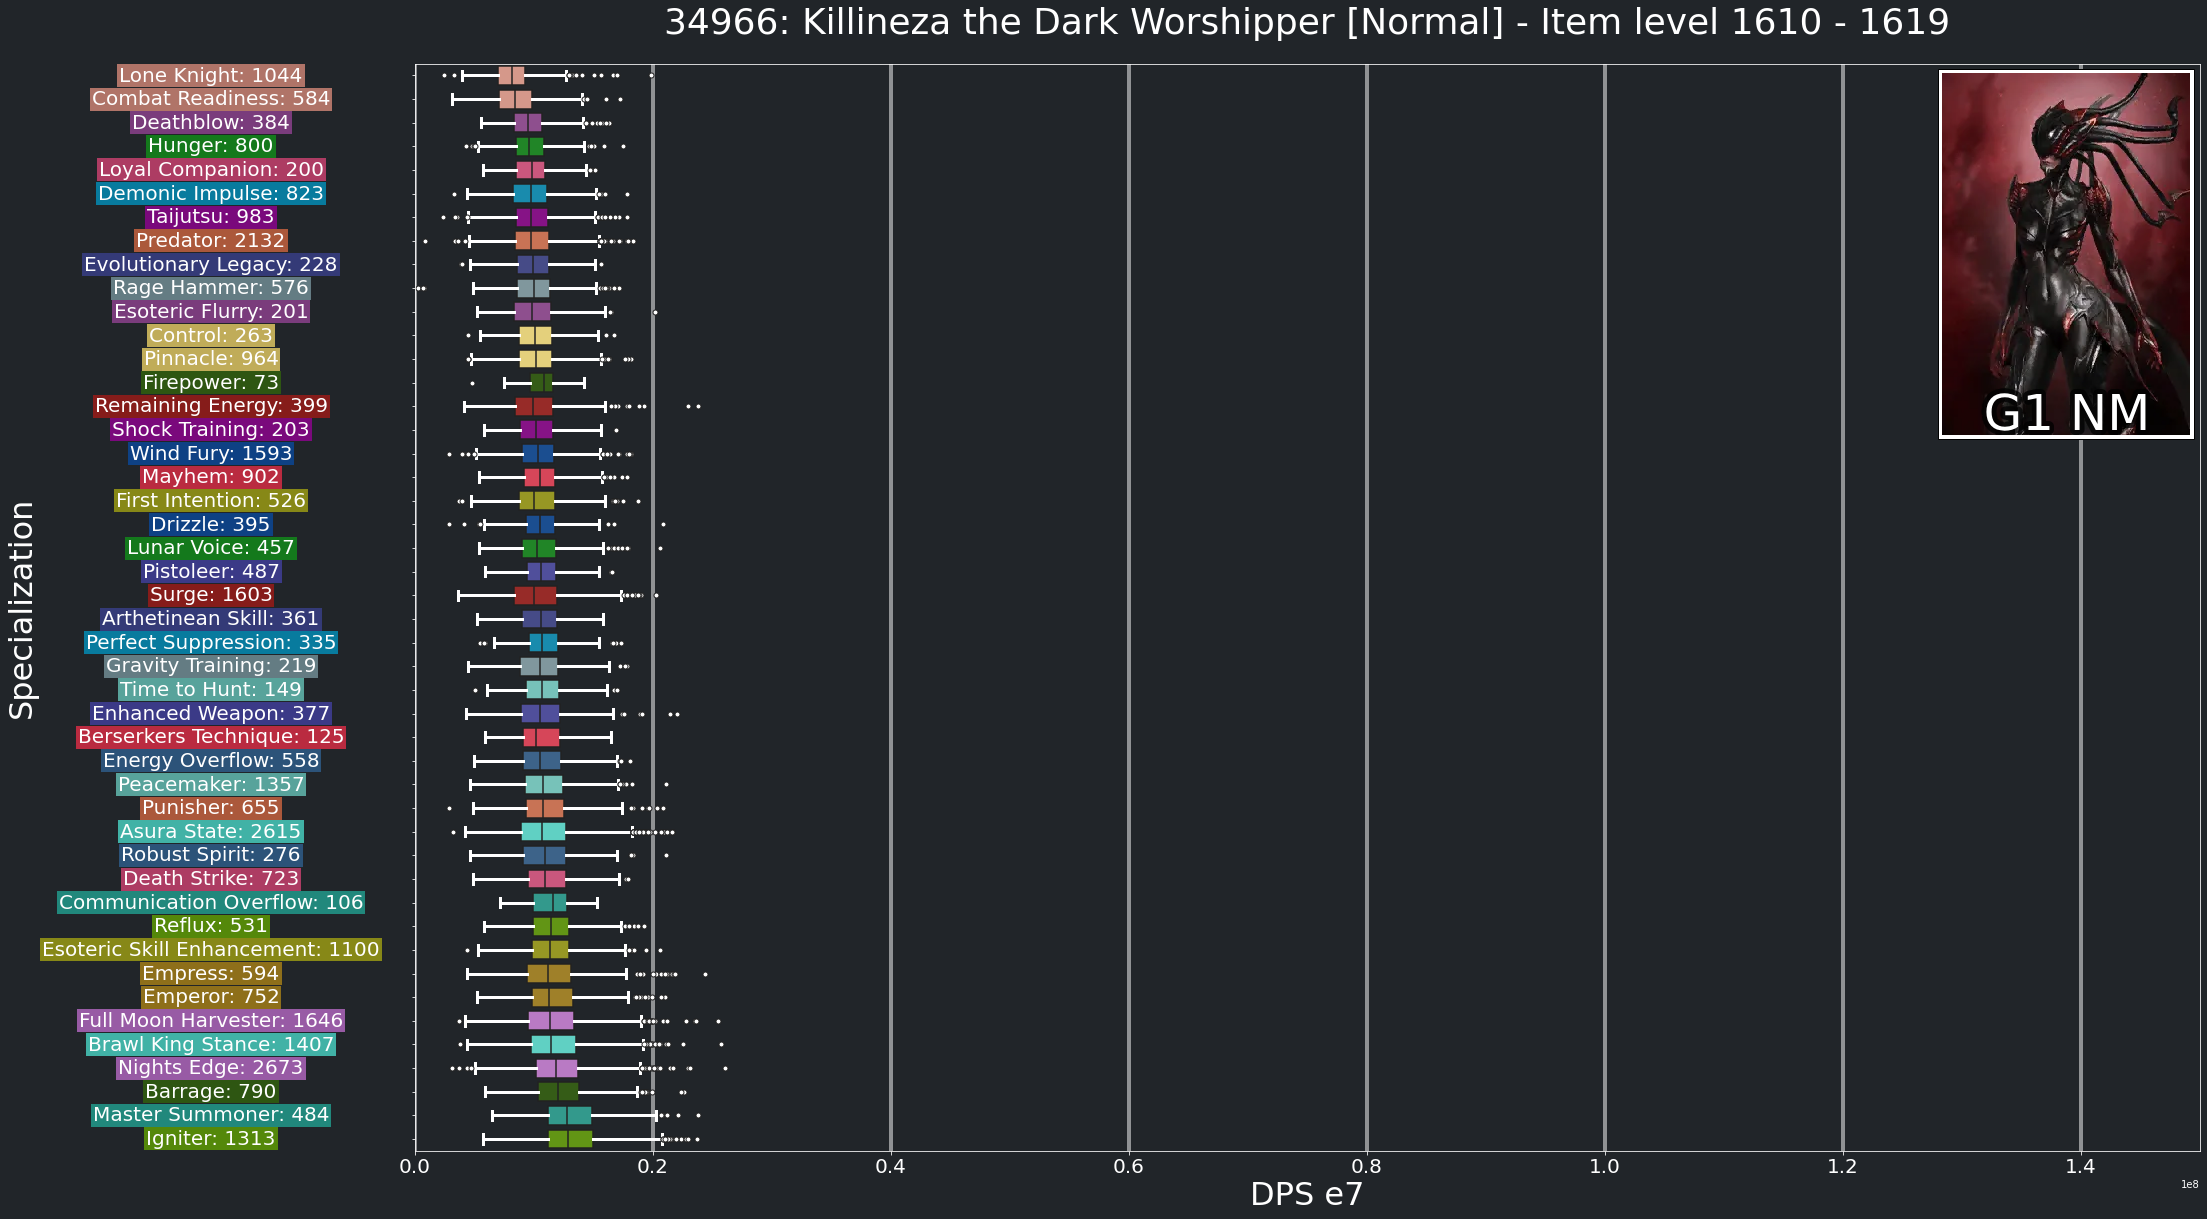 34966: Killineza the Dark Worshipper [Normal] - Item level 1610 - 1619
Lone Knight: 1044
Combat Readiness: 584
Deathblow: 384
Hunger: 800
Loyal Companion: 200
Demonic Impulse: 823
Taijutsu: 983
Predator: 2132
Evolutionary Legacy: 228
Rage Hammer: 576
Esoteric Flurry: 201
Control: 263
Pinnacle: 964
Firepower: 73
Remaining Energy: 399
Shock Training: 203
Wind Fury: 1593
Mayhem: 902
First Intention: 526
Drizzle: 395
Lunar Voice: 457
Pistoleer: 487
Surge: 1603
Arthetinean Skill: 361
Perfect Suppression: 335
Gravity Training: 219
Time to Hunt: 149
Enhanced Weapon: 377
Berserkers Technique: 125
Energy Overflow: 558
Peacemaker: 1357
Punisher: 655
Asura State: 2615
Robust Spirit: 276
Death Strike: 723
Communication Overflow: 106
Reflux: 531
Esoteric Skill Enhancement: 1100
Empress: 594
Emperor: 752
Full Moon Harvester: 1646
Brawl King Stance: 1407
Nights Edge: 2673
Barrage: 790
Master Summoner: 484
Igniter: 1313
Specialization
G1 NM
0.0 0.2 0.4 0.6 0.8 1.0 1.2 1.4
DPS e7
1e8